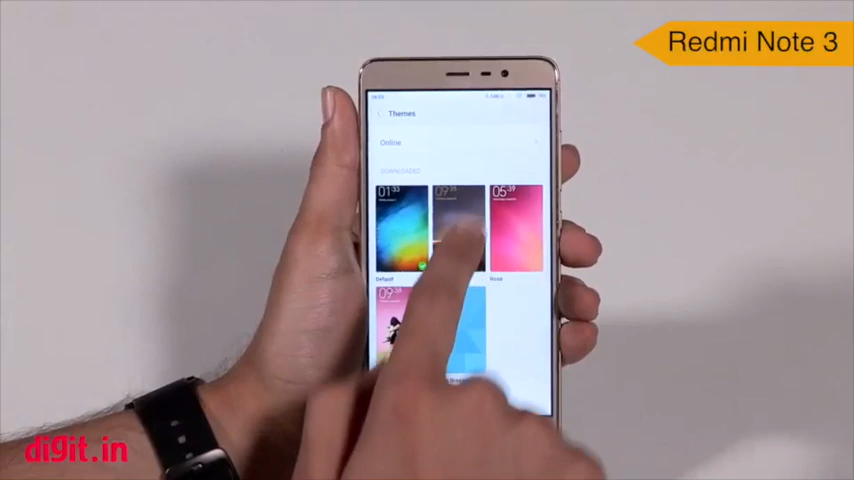 Redmi Note 3
Themes
Online
DOWNLOADED
01:33
09:35
05:39
Default
Rose
09:38
digit.in